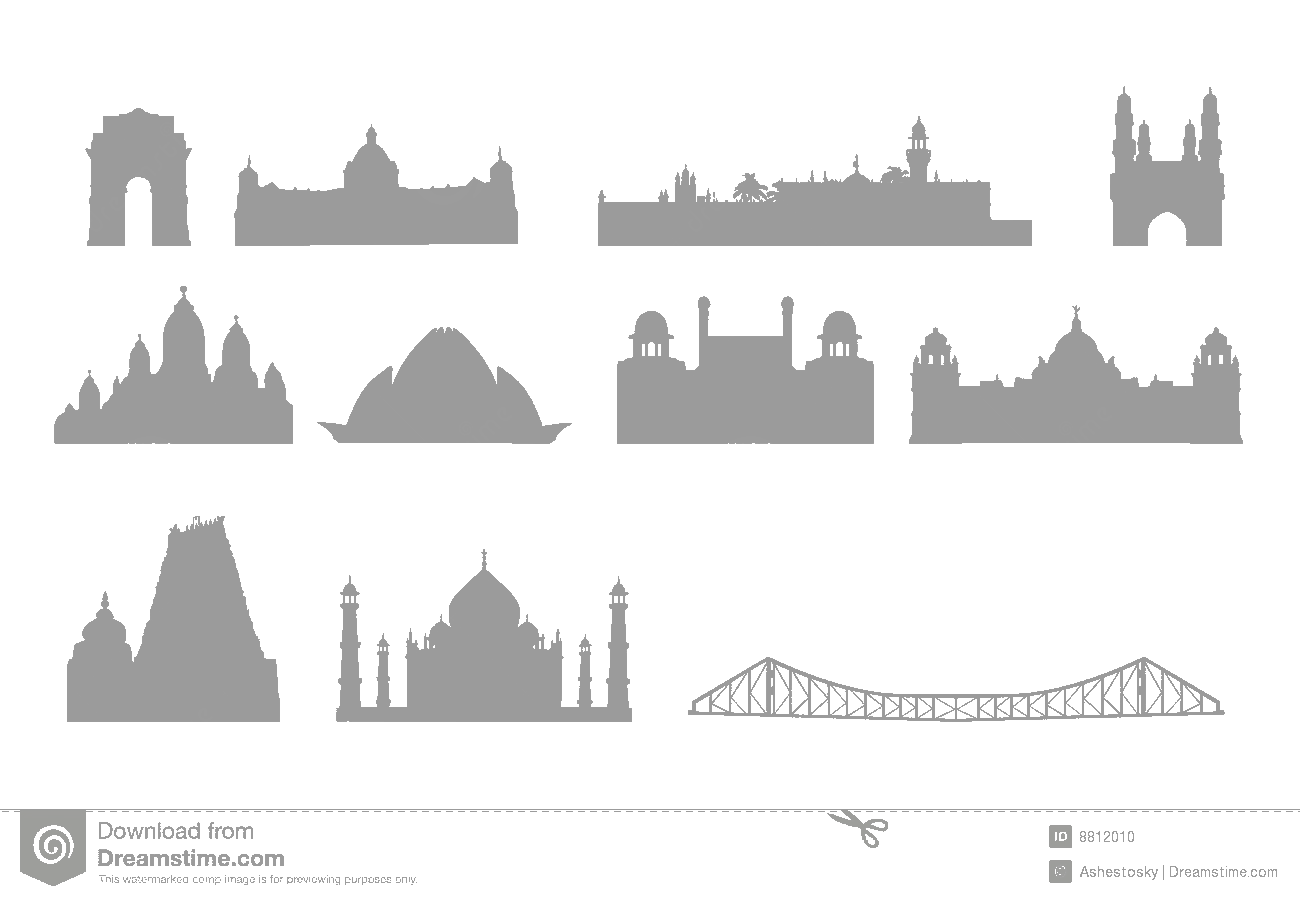 Download from
Dreamstime.com
This watermarked comp image is for previewing purposes only.
ID 8812010
© Ashestosky | Dreamstime.com